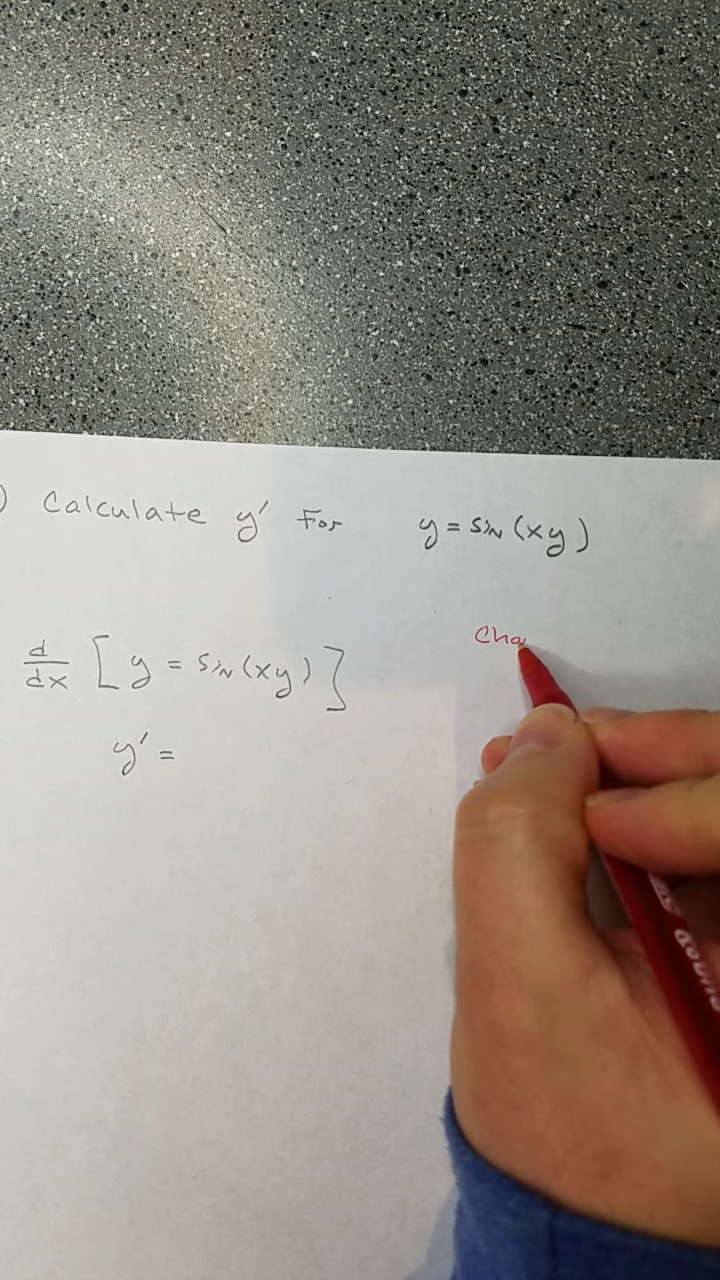 ) Calculate y' For y = sin (xy)
Cha
d/dx [ y = sin (xy) ]
y' =